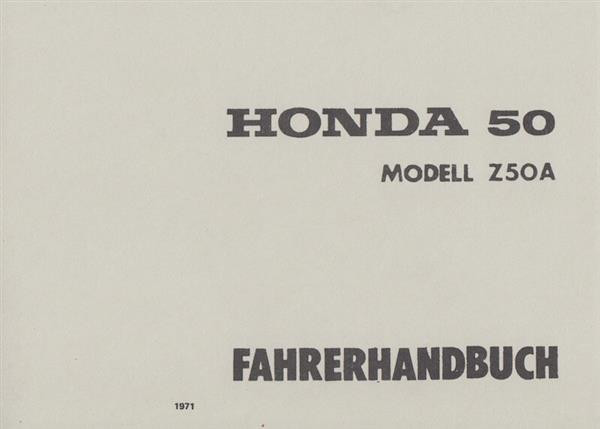 HONDA 50
MODELL Z50A
FAHRERHANDBUCH
1971